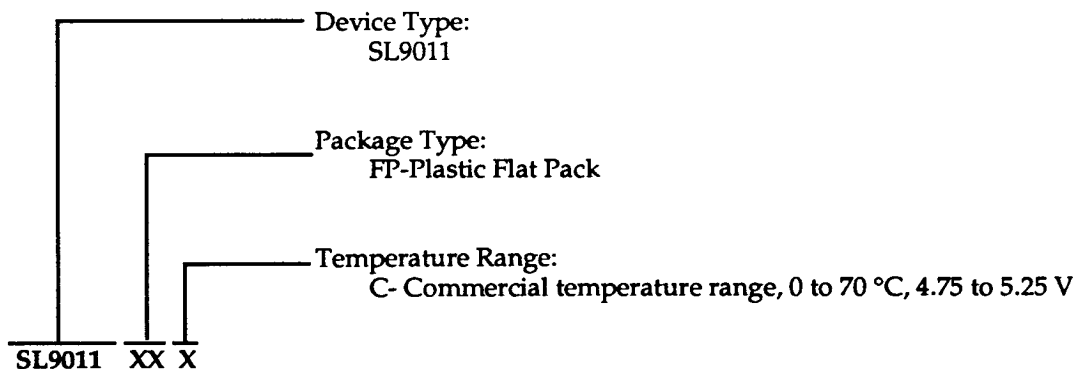 Device Type:
SL9011
Package Type:
FP-Plastic Flat Pack
Temperature Range:
C- Commercial temperature range, 0 to 70 °C, 4.75 to 5.25 V
SL9011 XX X